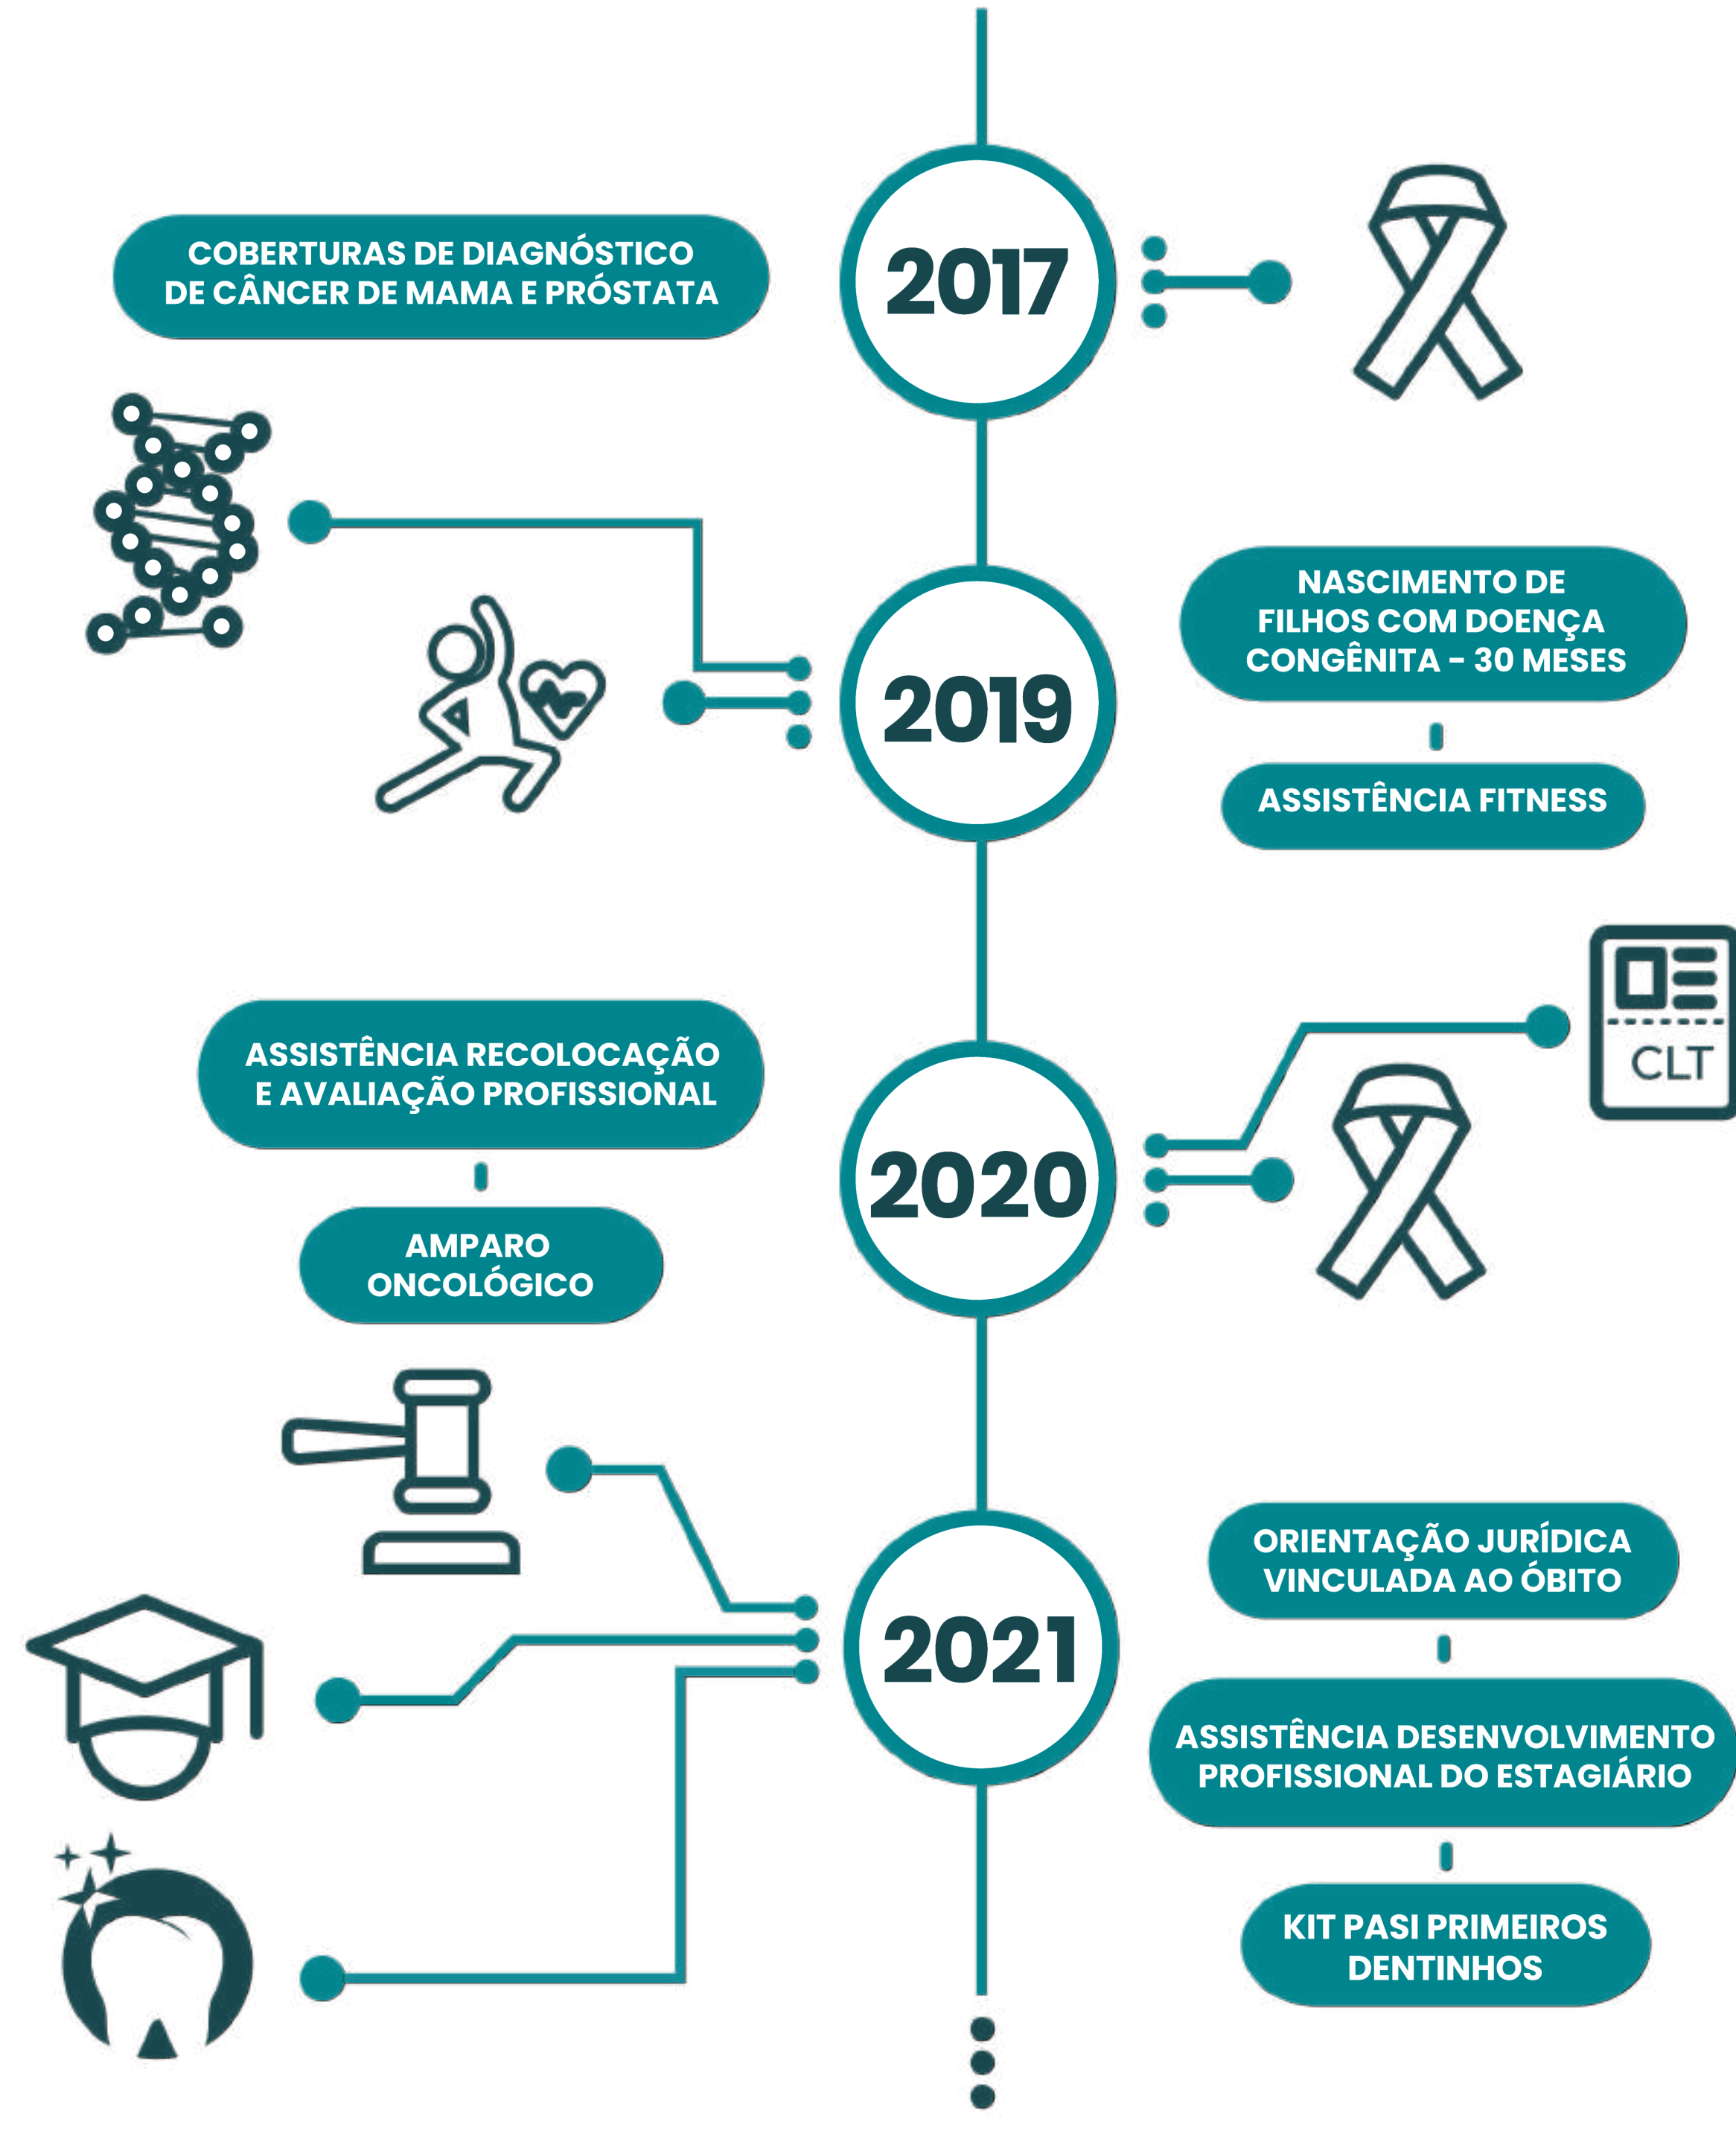 2017
COBERTURAS DE DIAGNÓSTICO
DE CÂNCER DE MAMA E PRÓSTATA
2019
NASCIMENTO DE
FILHOS COM DOENÇA
CONGÊNITA - 30 MESES
ASSISTÊNCIA FITNESS
2020
ASSISTÊNCIA RECOLOCAÇÃO
E AVALIAÇÃO PROFISSIONAL
AMPARO
ONCOLÓGICO
CLT
2021
ORIENTAÇÃO JURÍDICA
VINCULADA AO ÓBITO
ASSISTÊNCIA DESENVOLVIMENTO
PROFISSIONAL DO ESTAGIÁRIO
KIT PASI PRIMEIROS
DENTINHOS